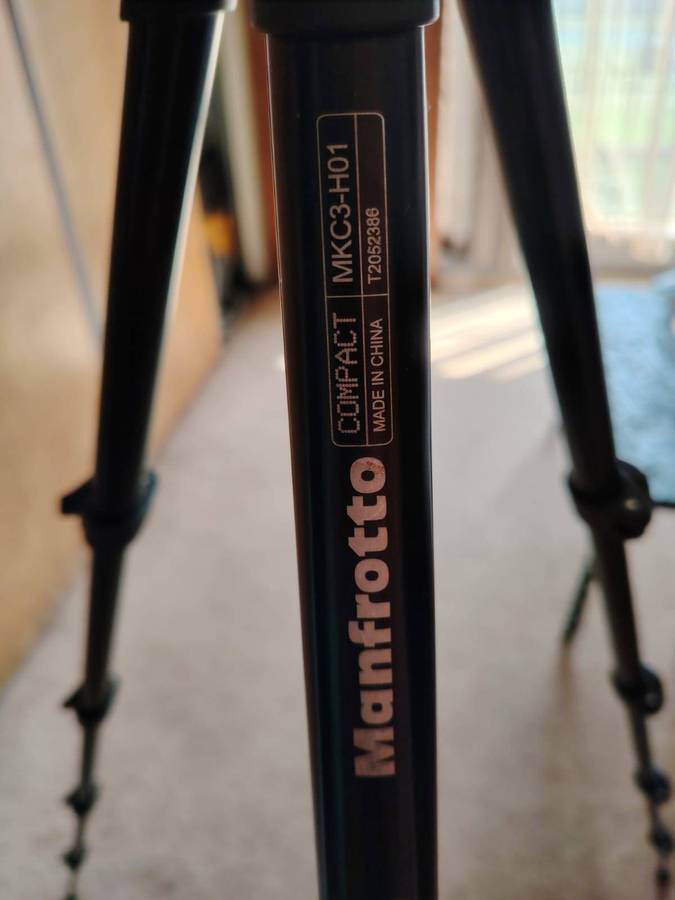 Manfrotto
COMPACT MKC3-H01
MADE IN CHINA T2052386